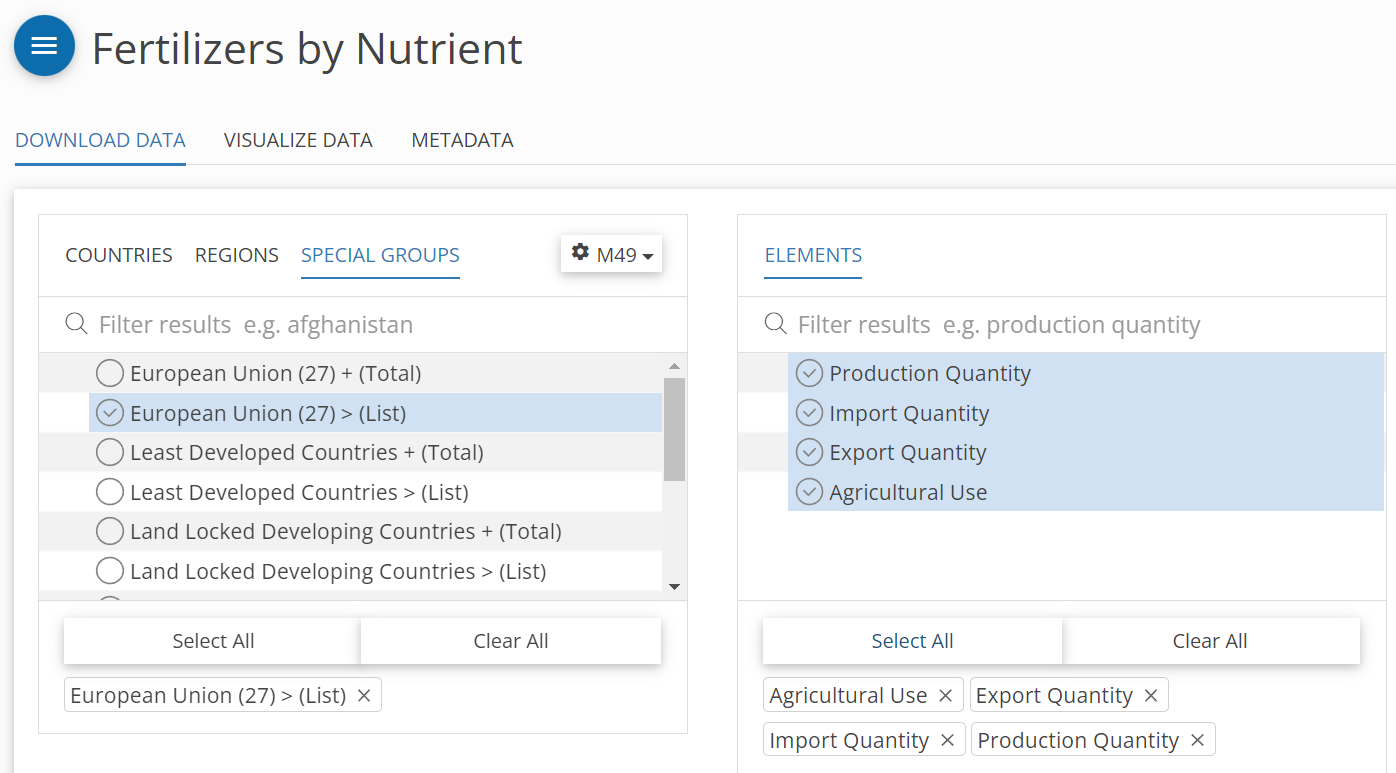 Fertilizers by Nutrient
DOWNLOAD DATA VISUALIZE DATA METADATA
COUNTRIES REGIONS SPECIAL GROUPS M49
Filter results e.g. afghanistan
European Union (27) + (Total)
European Union (27) > (List)
Least Developed Countries + (Total)
Least Developed Countries > (List)
Land Locked Developing Countries + (Total)
Land Locked Developing Countries > (List)
Select All Clear All
European Union (27) > (List) ×
ELEMENTS
Filter results e.g. production quantity
Production Quantity
Import Quantity
Export Quantity
Agricultural Use
Select All Clear All
Agricultural Use × Export Quantity ×
Import Quantity × Production Quantity ×